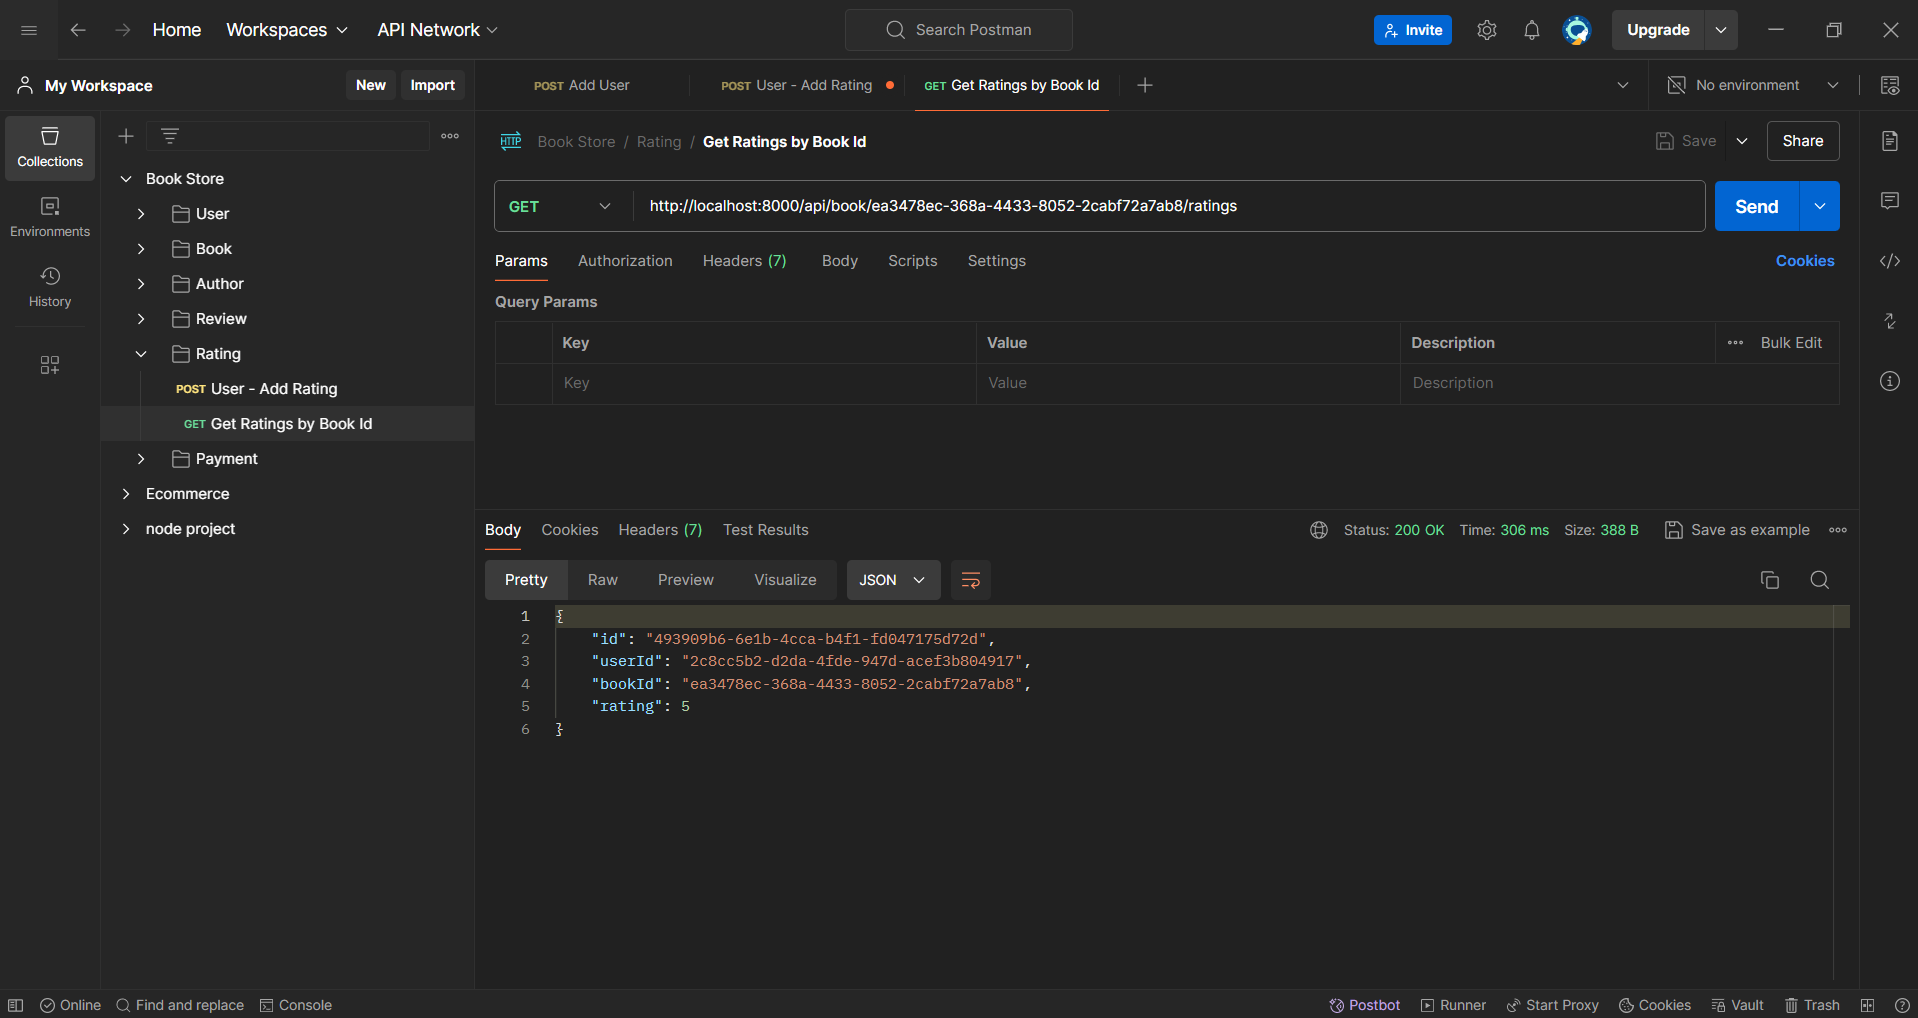 Home Workspaces API Network Search Postman Invite Upgrade
My Workspace New Import POST Add User POST User - Add Rating GET Get Ratings by Book Id No environment
Collections
Environments
History
Book Store
User
Book
Author
Review
Rating
POST User - Add Rating
GET Get Ratings by Book Id
Payment
Ecommerce
node project
HTTP Book Store / Rating / Get Ratings by Book Id Save Share
GET http://localhost:8000/api/book/ea3478ec-368a-4433-8052-2cabf72a7ab8/ratings Send
Params Authorization Headers (7) Body Scripts Settings Cookies
Query Params
Key Value Description Bulk Edit
Key Value Description
Body Cookies Headers (7) Test Results Status: 200 OK Time: 306 ms Size: 388 B Save as example
Pretty Raw Preview Visualize JSON
1 {
2 "id": "493909b6-6e1b-4cca-b4f1-fd047175d72d",
3 "userId": "2c8cc5b2-d2da-4fde-947d-acef3b804917",
4 "bookId": "ea3478ec-368a-4433-8052-2cabf72a7ab8",
5 "rating": 5
6 }
Online Find and replace Console Postbot Runner Start Proxy Cookies Vault Trash